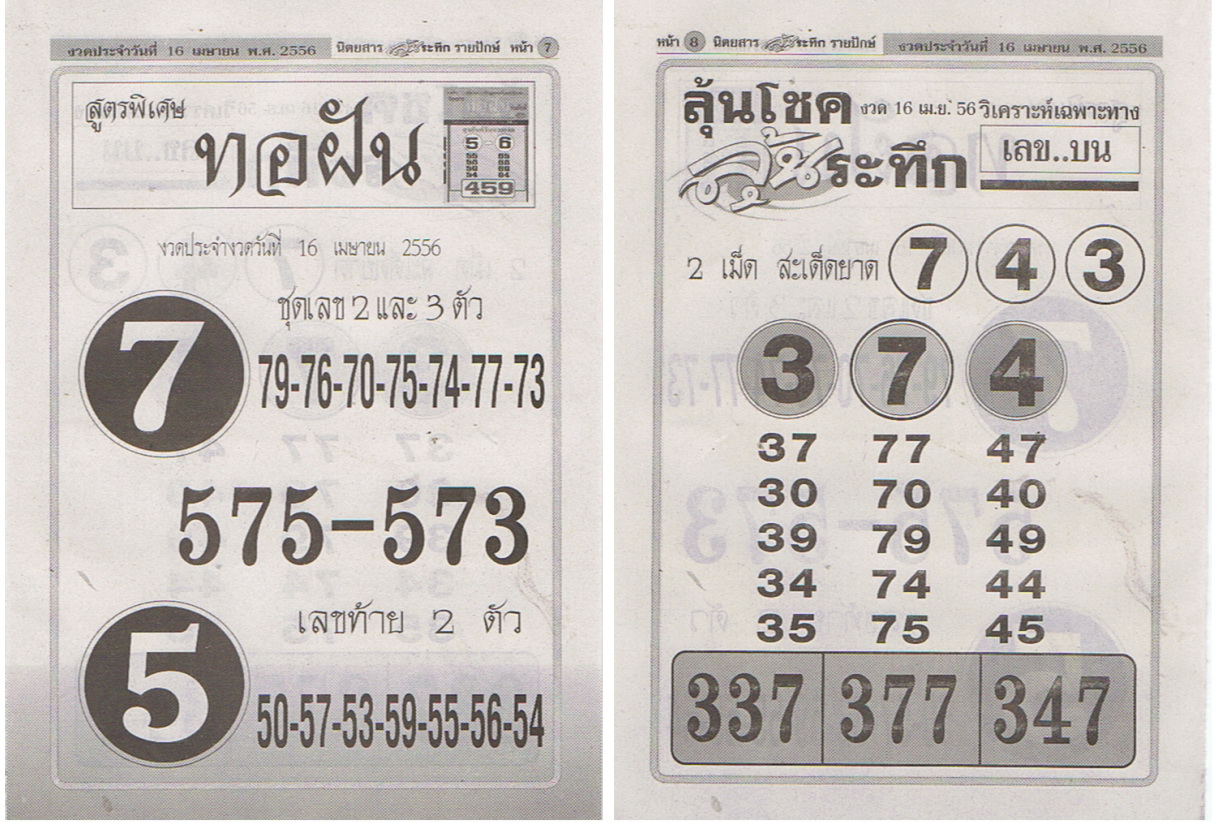 งวดประจำวันที่ 16 เมษายน พ.ศ. 2556 นิตยสาร ลุ้นระทึก รายปักษ์ หน้า 7
สูตรพิเศษ
ทอฝัน
5 - 6
459
งวดประจำงวดวันที่ 16 เมษายน 2556
ชุดเลข 2 และ 3 ตัว
7
79-76-70-75-74-77-73
575-573
เลขท้าย 2 ตัว
5
50-57-53-59-55-56-54
หน้า 8 นิตยสาร ลุ้นระทึก รายปักษ์ งวดประจำวันที่ 16 เมษายน พ.ศ. 2556
ลุ้นโชค งวด 16 เม.ย. 56 วิเคราะห์เฉพาะทาง
ลุ้นระทึก เลข..บน
2 เม็ด สะเด็ดยาด 7 4 3
3 7 4
37 77 47
30 70 40
39 79 49
34 74 44
35 75 45
337 377 347